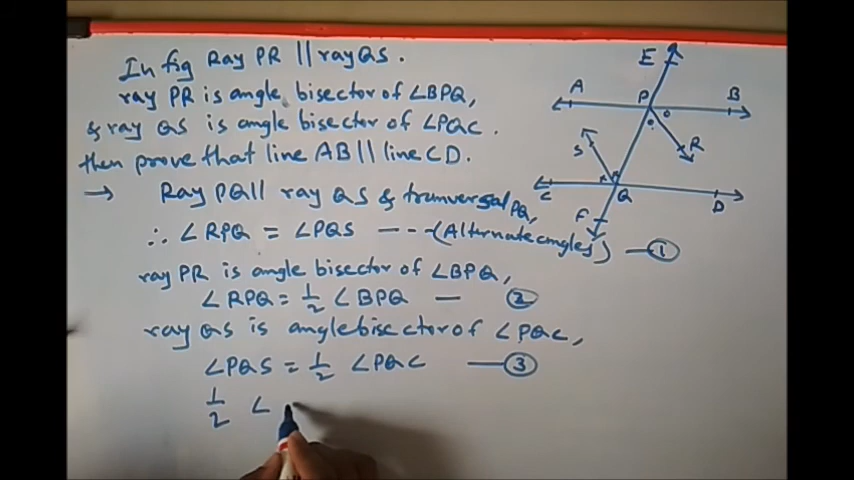 In fig Ray PR || ray QS.
ray PR is angle bisector of ∠BPQ,
& ray QS is angle bisector of ∠PQC.
then prove that line AB || line CD.
→ Ray PQ || ray QS & tranversal PQ,
∴ ∠RPQ = ∠PQS ---(Alternate angles) — ①
ray PR is angle bisector of ∠BPQ,
∠RPQ = 1/2 ∠BPQ — ②
ray QS is angle bisector of ∠PQC,
∠PQS = 1/2 ∠PQC — ③
1/2 ∠
E
A
P
B
S
R
C
Q
D
F